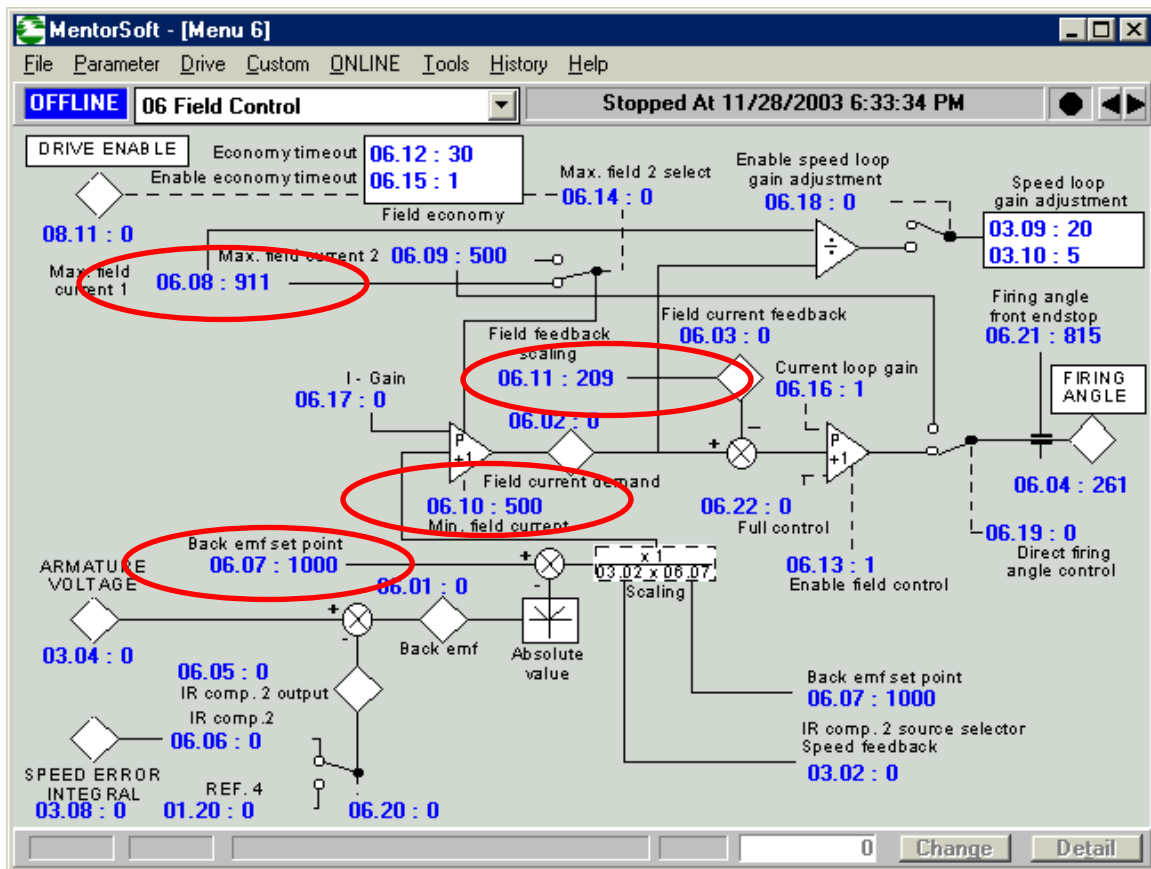 MentorSoft - [Menu 6]
File Parameter Drive Custom ONLINE Tools History Help
OFFLINE 06 Field Control Stopped At 11/28/2003 6:33:34 PM
DRIVE ENABLE
08.11 : 0
Economy timeout 06.12 : 30
Enable economy timeout 06.15 : 1
Field economy
Max. field 2 select
06.14 : 0
Enable speed loop
gain adjustment
06.18 : 0
Speed loop
gain adjustment
03.09 : 20
03.10 : 5
÷
Max. field current 2 06.09 : 500
Max. field
current 1
06.08 : 911
Field current feedback
06.03 : 0
Firing angle
front endstop
06.21 : 815
Field feedback
scaling
06.11 : 209
I - Gain
06.17 : 0
Current loop gain
06.16 : 1
FIRING
ANGLE
06.02 : 0
P
+1
+
-
P
+1
Field current demand
06.10 : 500
Min. field current
06.22 : 0
Full control
06.04 : 261
06.19 : 0
Direct firing
angle control
06.13 : 1
Enable field control
Back emf set point
06.07 : 1000
+
-
x 1
03.02 x 06.07
Scaling
ARMATURE
VOLTAGE
03.04 : 0
06.01 : 0
+
-
Back emf
Absolute
value
06.05 : 0
IR comp. 2 output
IR comp.2
06.06 : 0
Back emf set point
06.07 : 1000
IR comp. 2 source selector
Speed feedback
03.02 : 0
SPEED ERROR
INTEGRAL
03.08 : 0
REF. 4
01.20 : 0
06.20 : 0
0 Change Detail